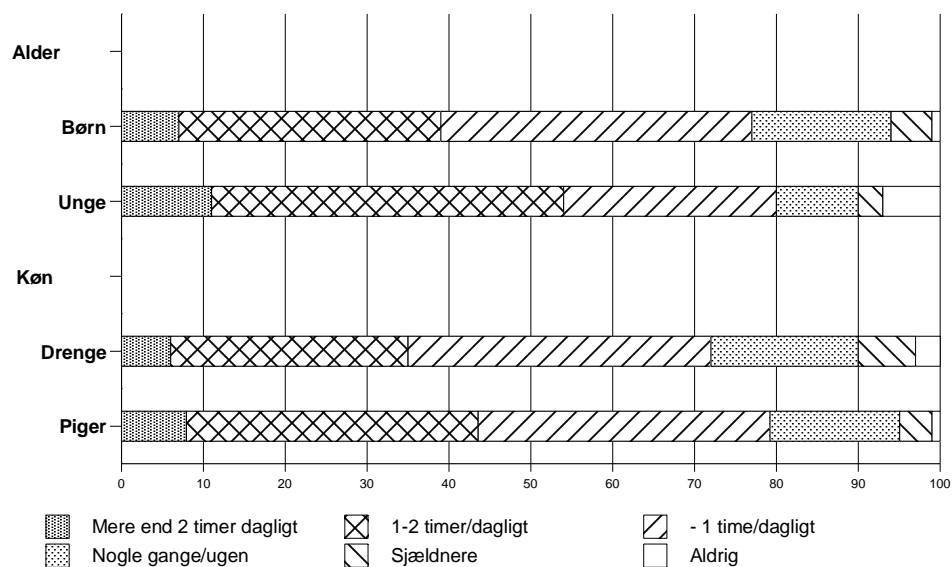 Alder
Børn
Unge
Køn
Drenge
Piger
0 10 20 30 40 50 60 70 80 90 100
Mere end 2 timer dagligt 1-2 timer/dagligt - 1 time/dagligt
Nogle gange/ugen Sjældnere Aldrig